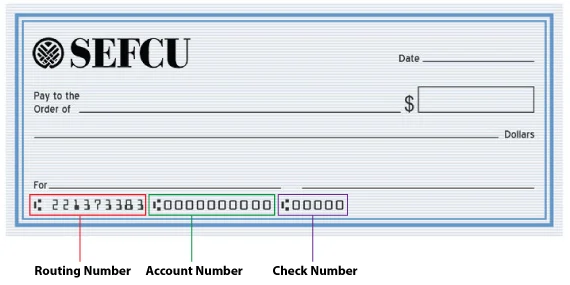 SEFCU
Date
Pay to the
Order of
$
Dollars
For
⑆ 221373383 ⑆0000000000 ⑆00000
Routing Number Account Number Check Number